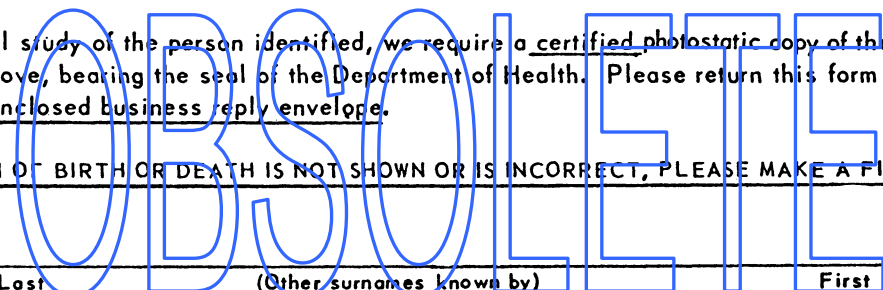 l study of the person identified, we require a certified photostatic copy of th
ove, bearing the seal of the Department of Health. Please return this form
nclosed business reply envelope.
OF BIRTH OR DEATH IS NOT SHOWN OR IS INCORRECT, PLEASE MAKE A FI
Last (Other surnames known by) First
OBSOLETE